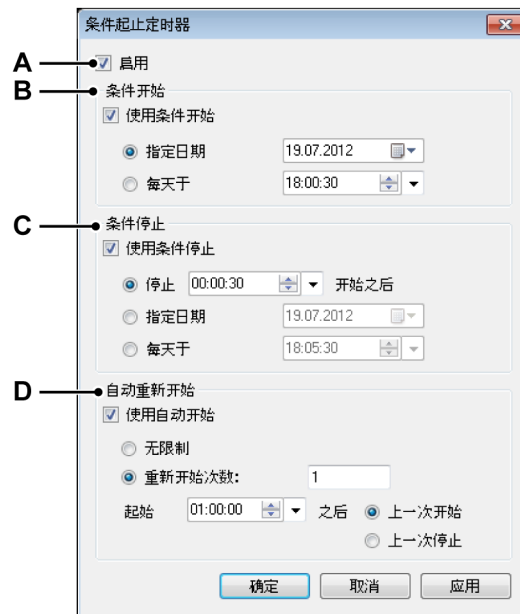 条件起止定时器
A 启用
B 条件开始
使用条件开始
指定日期 19.07.2012
每天于 18:00:30
C 条件停止
使用条件停止
停止 00:00:30 开始之后
指定日期 19.07.2012
每天于 18:05:30
D 自动重新开始
使用自动开始
无限制
重新开始次数: 1
起始 01:00:00 之后 上一次开始
上一次停止
确定 取消 应用